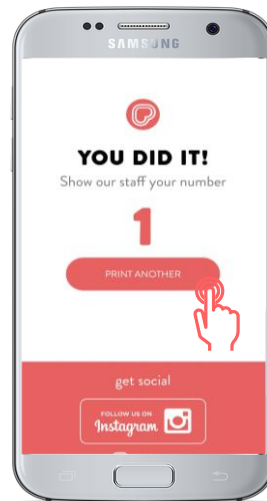 SAMSUNG
YOU DID IT!
Show our staff your number
1
PRINT ANOTHER
get social
FOLLOW US ON
Instagram